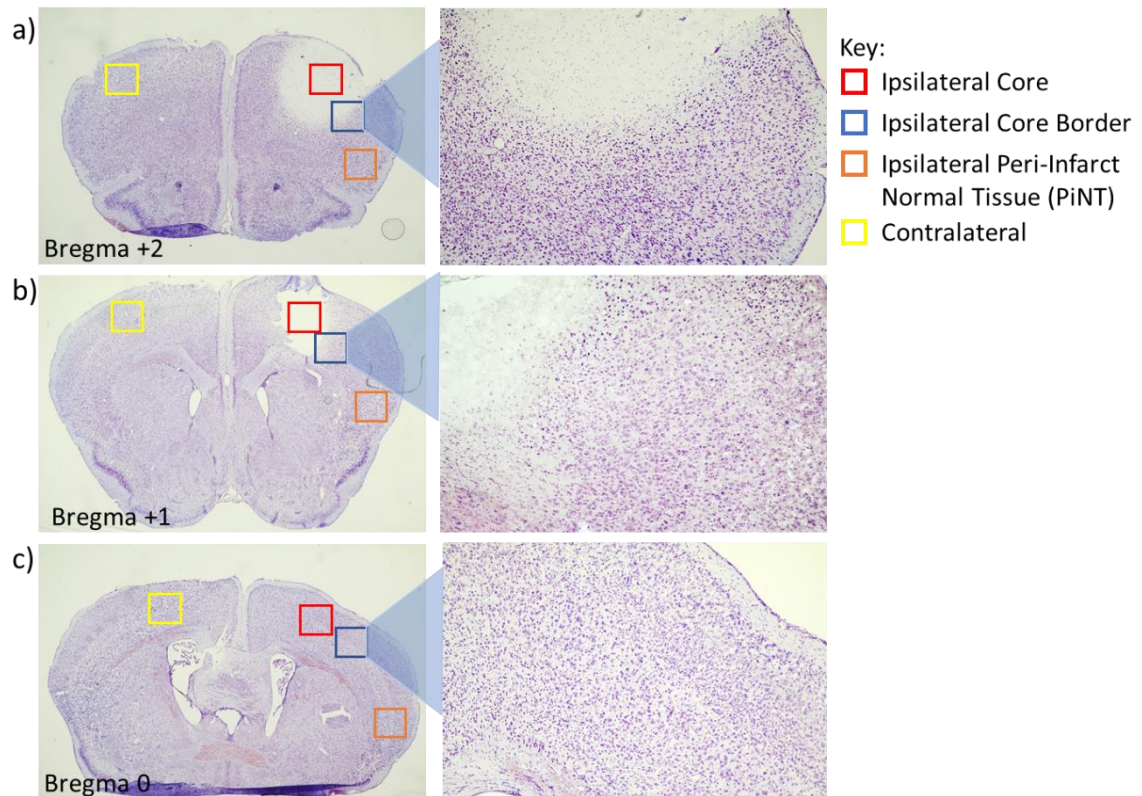 a)
Bregma +2
b)
Bregma +1
c)
Bregma 0
Key:
Ipsilateral Core
Ipsilateral Core Border
Ipsilateral Peri-Infarct
Normal Tissue (PiNT)
Contralateral